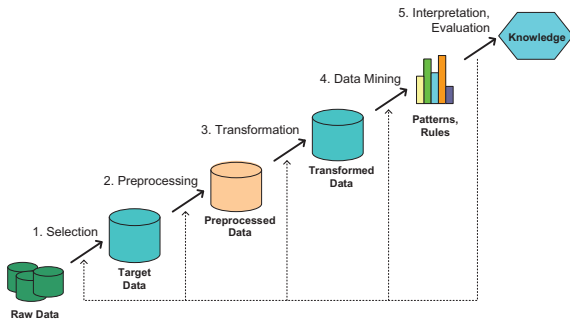 5. Interpretation,
Evaluation
Knowledge
4. Data Mining
Patterns,
Rules
3. Transformation
Transformed
Data
2. Preprocessing
Preprocessed
Data
1. Selection
Target
Data
Raw Data